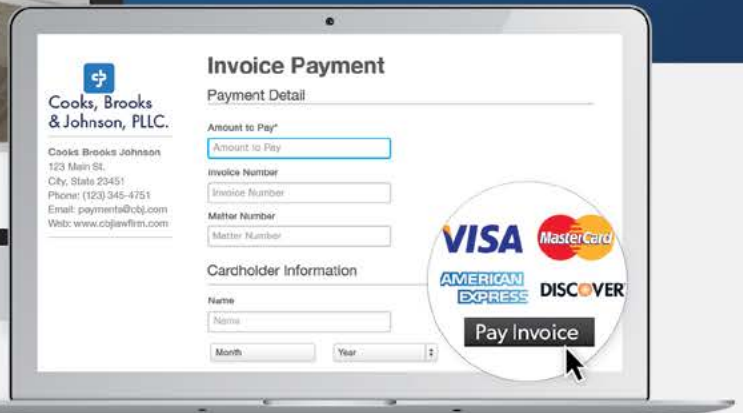 cbj
Cooks, Brooks
& Johnson, PLLC.
Cooks Brooks Johnson
123 Main St.
City, State 23451
Phone: (123) 345-4751
Email: payments@cbj.com
Web: www.cbjlawfirm.com
Invoice Payment
Payment Detail
Amount to Pay*
Amount to Pay
Invoice Number
Invoice Number
Matter Number
Matter Number
Cardholder Information
Name
Name
Month
Year
VISA
MasterCard
AMERICAN
EXPRESS
DISCOVER
Pay Invoice